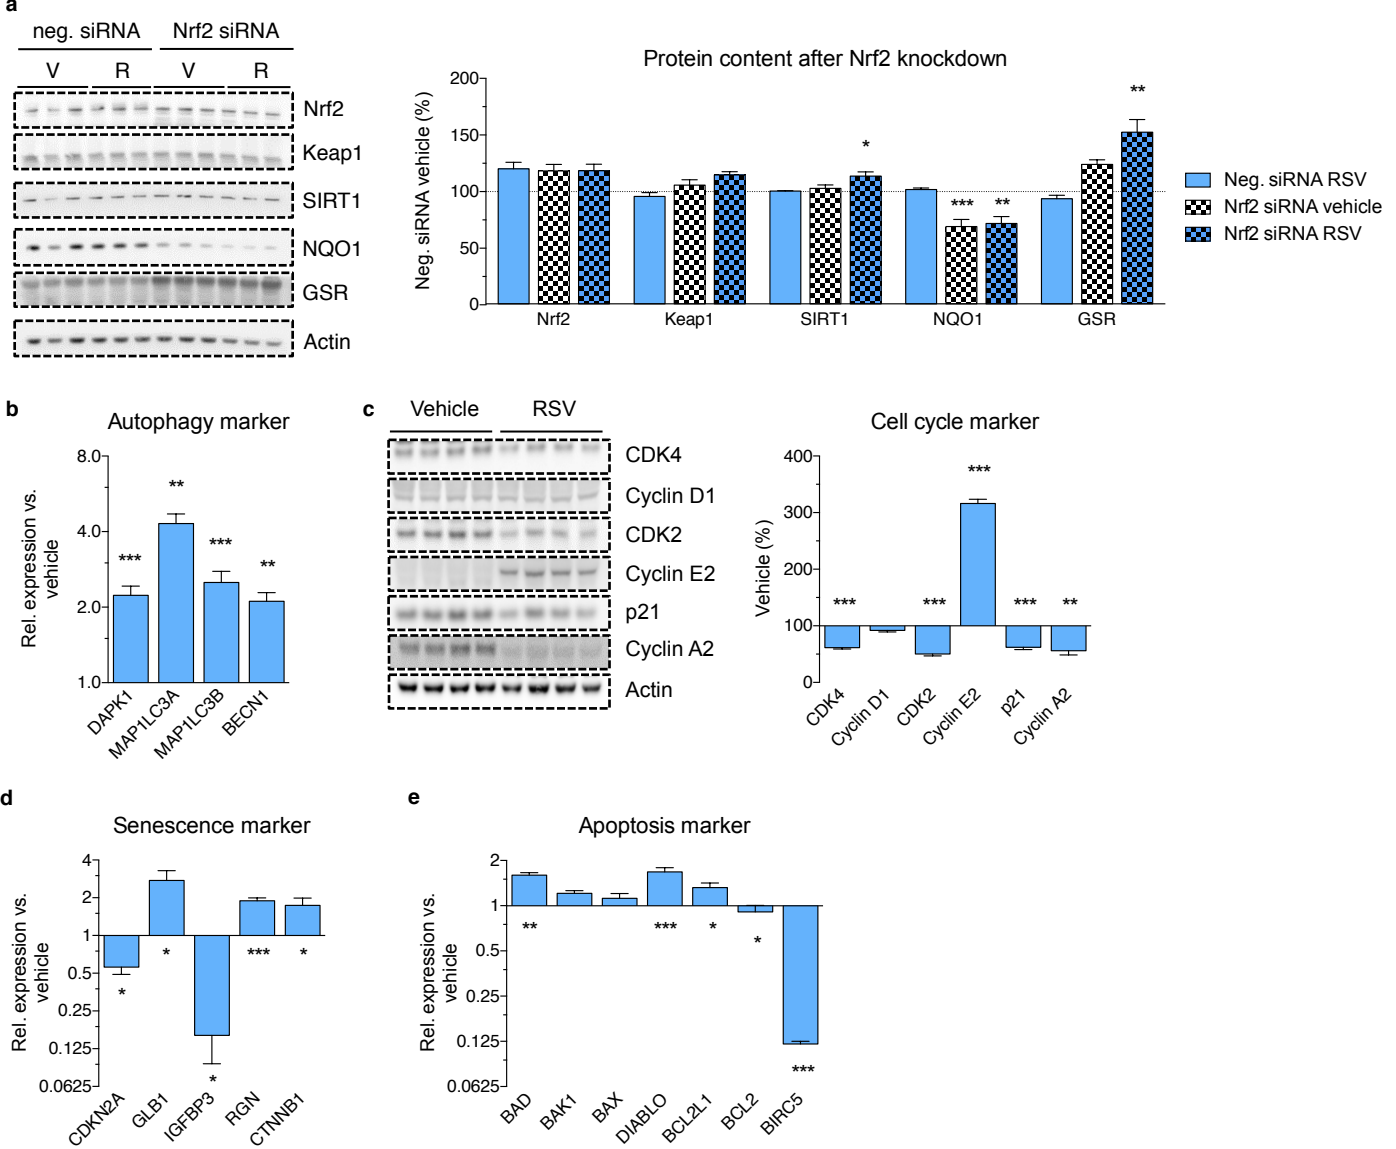 a
neg. siRNA Nrf2 siRNA
V R V R
Nrf2
Keap1
SIRT1
NQO1
GSR
Actin
Protein content after Nrf2 knockdown
Neg. siRNA vehicle (%)
200
150
100
50
0
*
***
**
**
Nrf2 Keap1 SIRT1 NQO1 GSR
Neg. siRNA RSV
Nrf2 siRNA vehicle
Nrf2 siRNA RSV
b
Autophagy marker
Rel. expression vs.
vehicle
8.0
4.0
2.0
1.0
***
**
***
**
DAPK1
MAP1LC3A
MAP1LC3B
BECN1
c
Vehicle RSV
CDK4
Cyclin D1
CDK2
Cyclin E2
p21
Cyclin A2
Actin
Cell cycle marker
Vehicle (%)
400
300
200
100
0
***
***
***
***
**
CDK4
Cyclin D1
CDK2
Cyclin E2
p21
Cyclin A2
d
Senescence marker
Rel. expression vs.
vehicle
4
2
1
0.5
0.25
0.125
0.0625
*
*
*
***
*
CDKN2A
GLB1
IGFBP3
RGN
CTNNB1
e
Apoptosis marker
Rel. expression vs.
vehicle
2
1
0.5
0.25
0.125
0.0625
**
***
*
*
***
BAD
BAK1
BAX
DIABLO
BCL2L1
BCL2
BIRC5